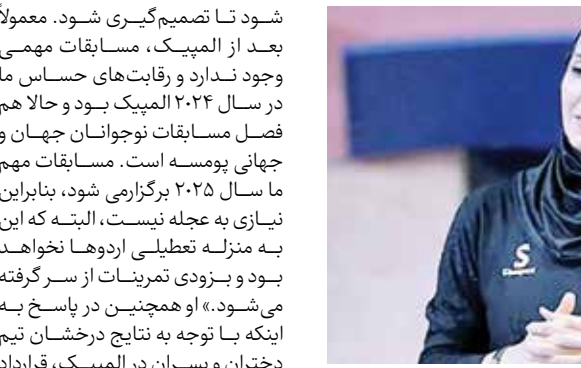 شود تا تصمیم‌گیری شود. معمولاً
بعد از المپیک، مسابقات مهمی
وجود ندارد و رقابت‌های حساس ما
در سال ۲۰۲۴ المپیک بود و حالا هم
فصل مسابقات نوجوانان جهان و
جهانی پومسه است. مسابقات مهم
ما سال ۲۰۲۵ برگزارمی شود، بنابراین
نیازی به عجله نیست، البته که این
به منزله تعطیلی اردوها نخواهد
بود و بزودی تمرینات از سر گرفته
می‌شود.» او همچنین در پاسخ به
اینکه با توجه به نتایج درخشان تیم
دختران و پسران در المپیک، قرارداد
S